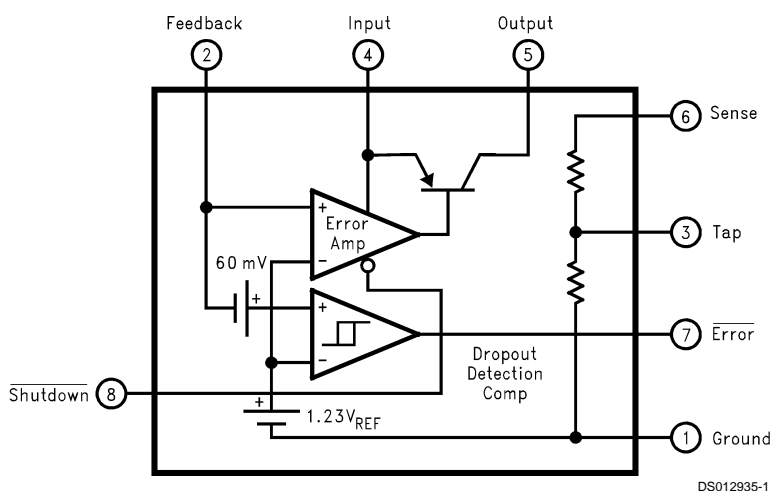 Feedback Input Output
2 4 5
6 Sense
+
Error
Amp
−
3 Tap
60 mV
+
+
−
7 Error
Dropout
Detection
Comp
Shutdown 8
+
1.23VREF
1 Ground
DS012935-1